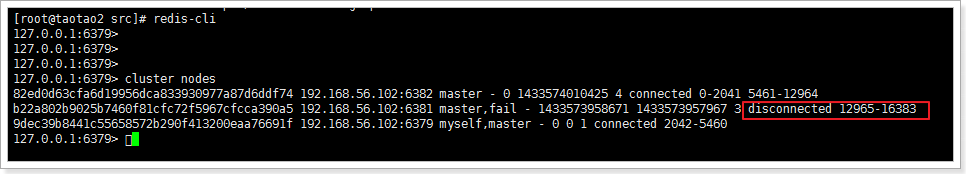 [root@taotao2 src]# redis-cli
127.0.0.1:6379>
127.0.0.1:6379>
127.0.0.1:6379>
127.0.0.1:6379> cluster nodes
82ed0d63cfa6d19956dca833930977a87d6ddf74 192.168.56.102:6382 master - 0 1433574010425 4 connected 0-2041 5461-12964
b22a802b9025b7460f81cfc72f5967cfcca390a5 192.168.56.102:6381 master,fail - 1433573958671 1433573957967 3 disconnected 12965-16383
9dec39b8441c55658572b290f413200eaa76691f 192.168.56.102:6379 myself,master - 0 0 1 connected 2042-5460
127.0.0.1:6379>